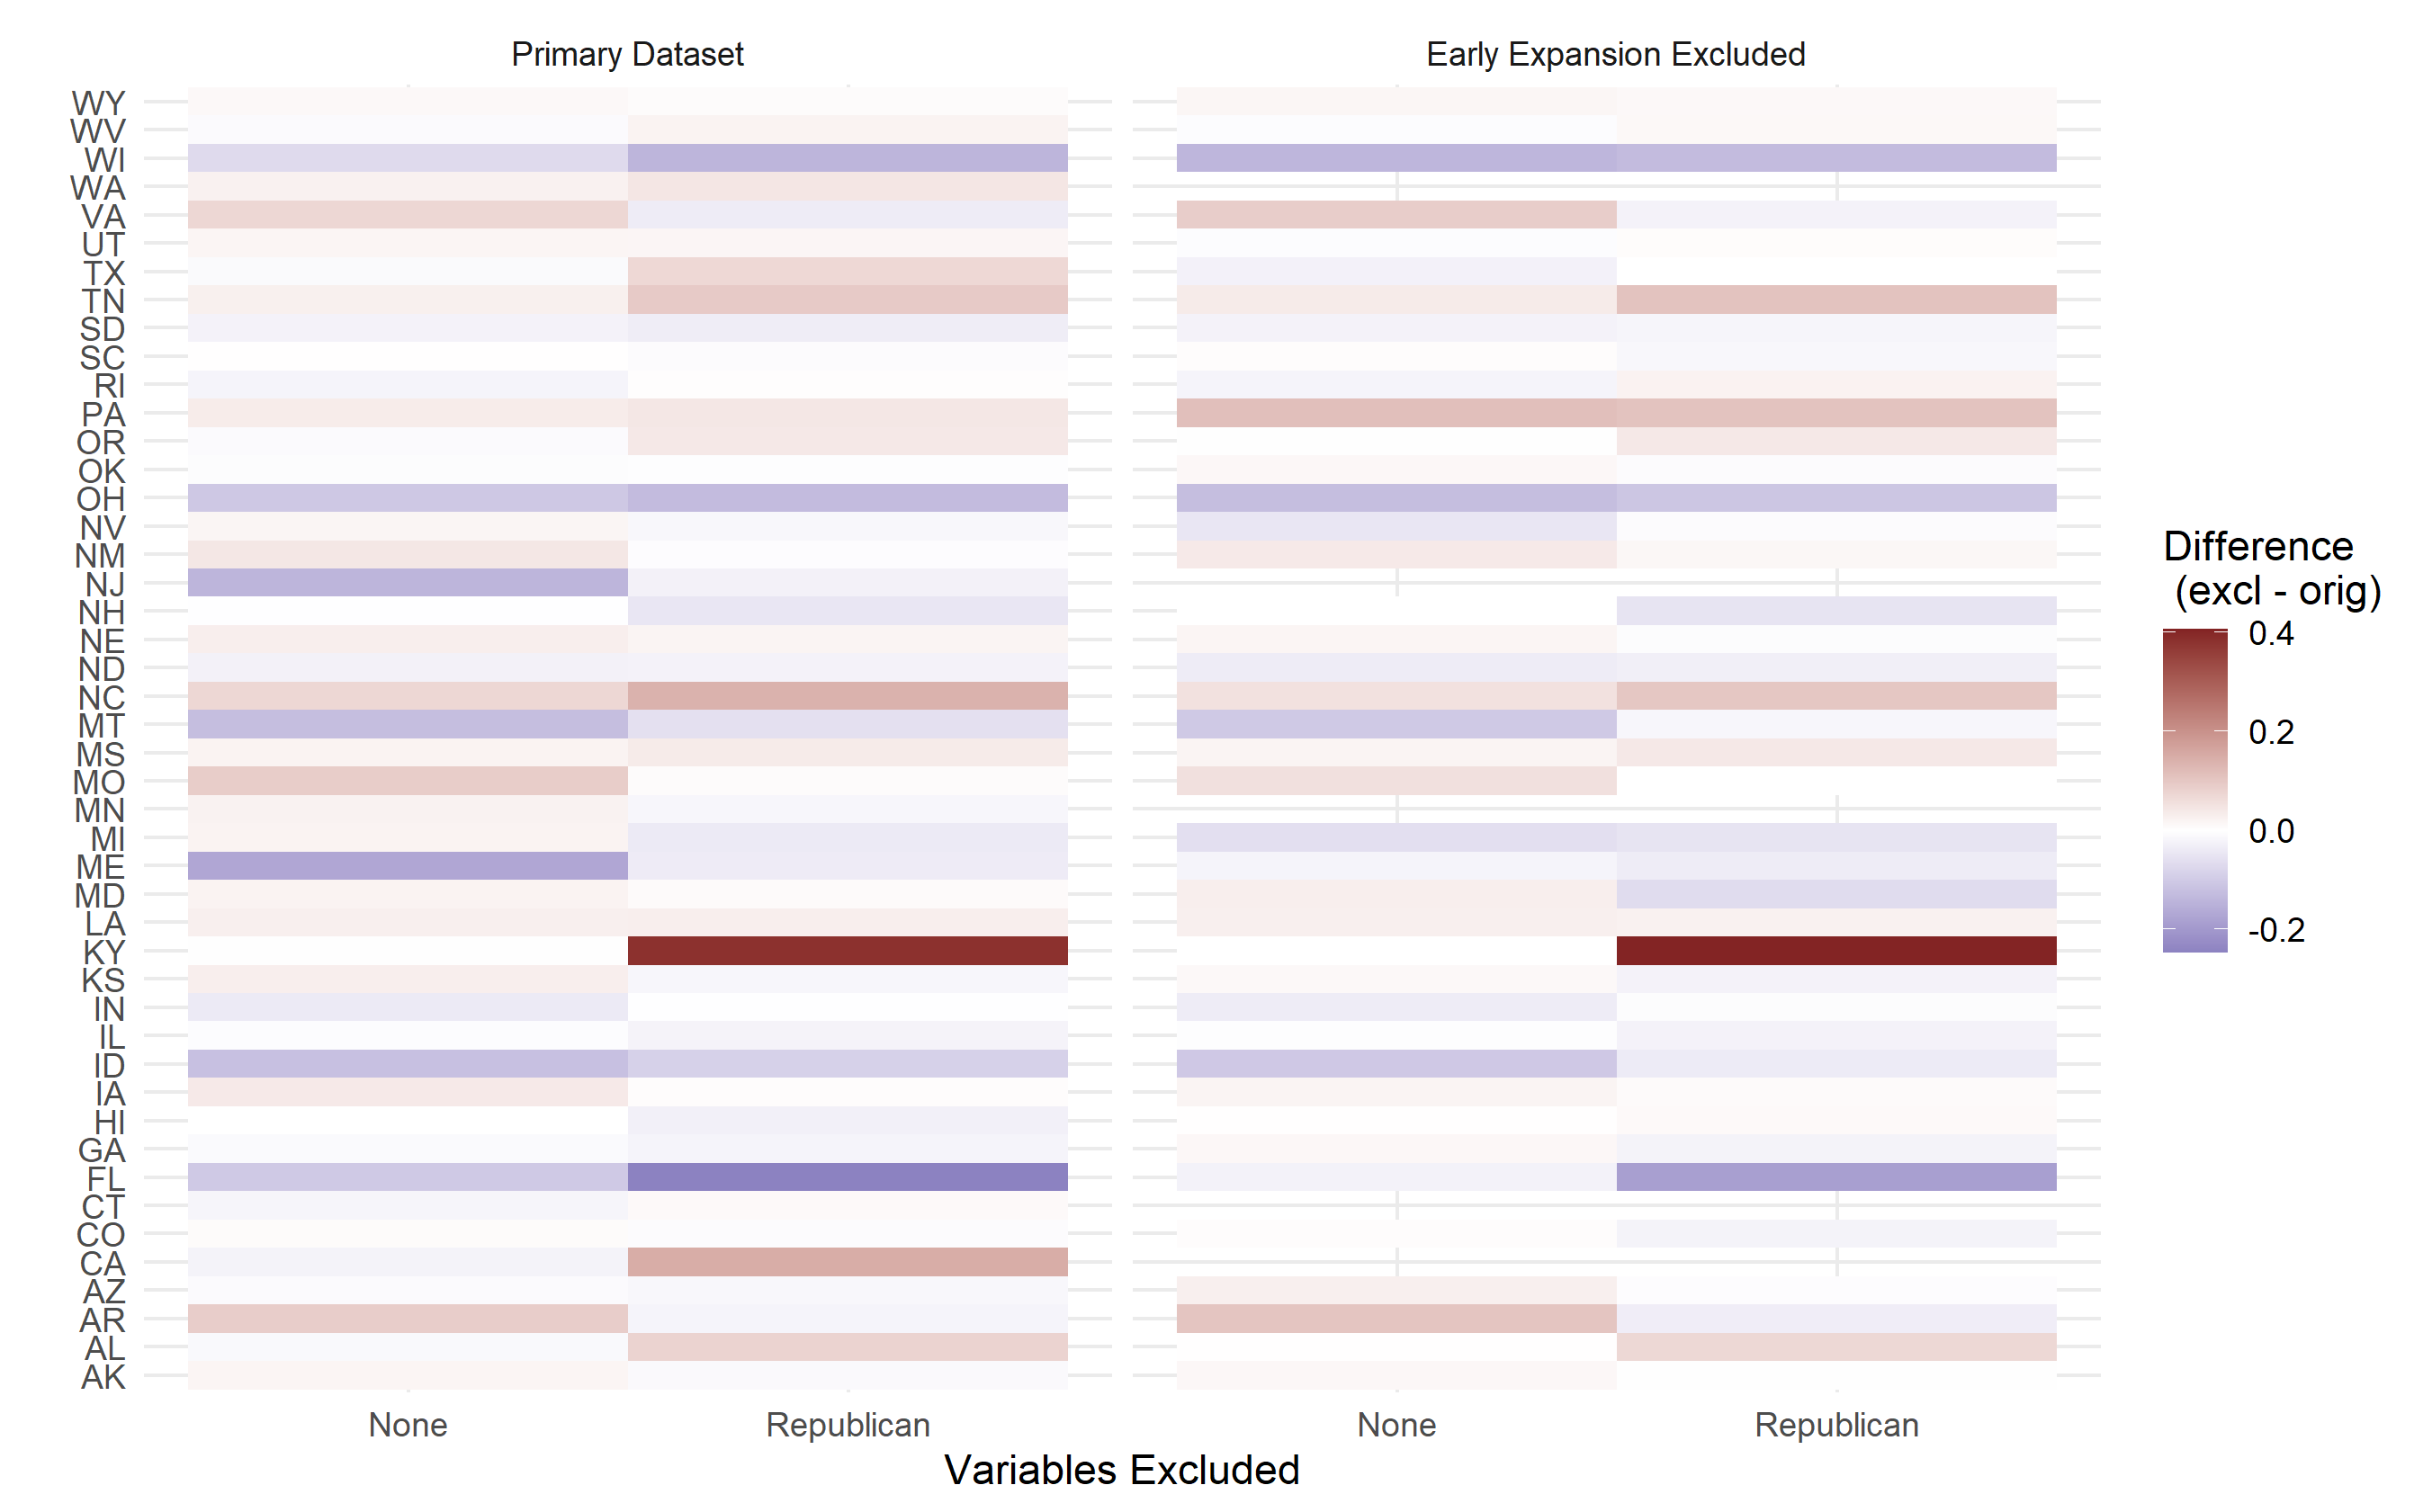 Primary Dataset
Early Expansion Excluded
WY
WV
WI
WA
VA
UT
TX
TN
SD
SC
RI
PA
OR
OK
OH
NV
NM
NJ
NH
NE
ND
NC
MT
MS
MO
MN
MI
ME
MD
LA
KY
KS
IN
IL
ID
IA
HI
GA
FL
CT
CO
CA
AZ
AR
AL
AK
None
Republican
None
Republican
Variables Excluded
Difference
(excl - orig)
0.4
0.2
0.0
-0.2